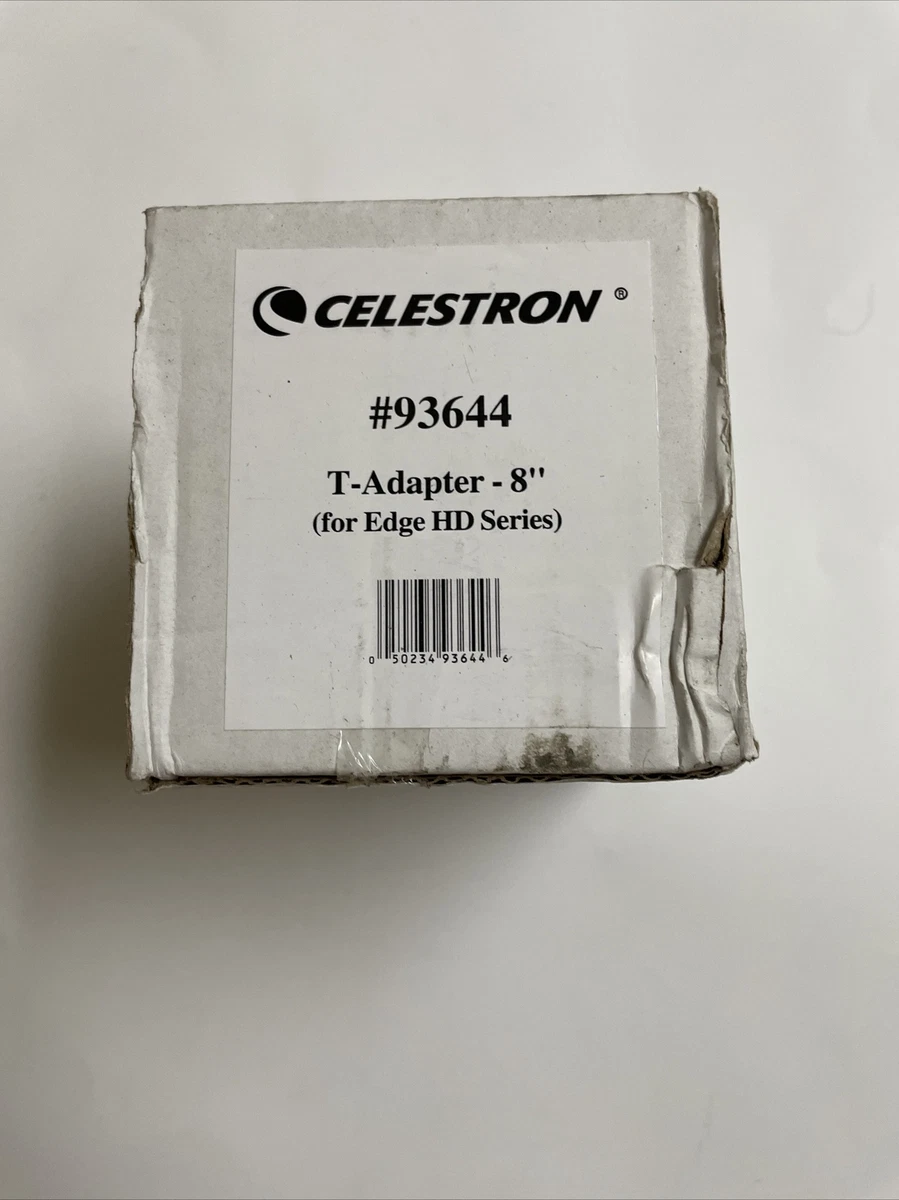 CELESTRON ®
#93644
T-Adapter - 8"
(for Edge HD Series)
0 50234 93644 6